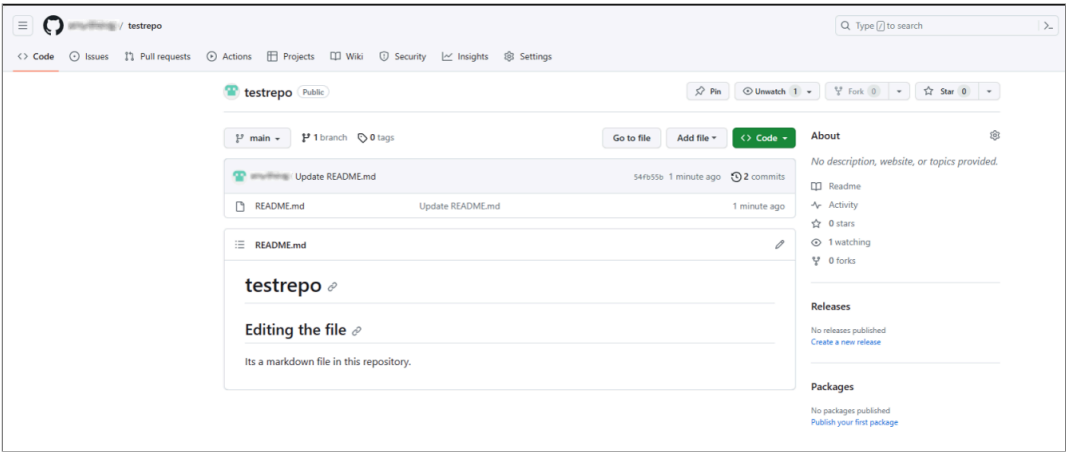 / testrepo
Type / to search
Code Issues Pull requests Actions Projects Wiki Security Insights Settings
testrepo Public
Pin Unwatch 1 Fork 0 Star 0
main 1 branch 0 tags
Go to file Add file <> Code
Update README.md 54fb55b 1 minute ago 2 commits
README.md Update README.md 1 minute ago
README.md
testrepo
Editing the file
Its a markdown file in this repository.
About
No description, website, or topics provided.
Readme
Activity
0 stars
1 watching
0 forks
Releases
No releases published
Create a new release
Packages
No packages published
Publish your first package